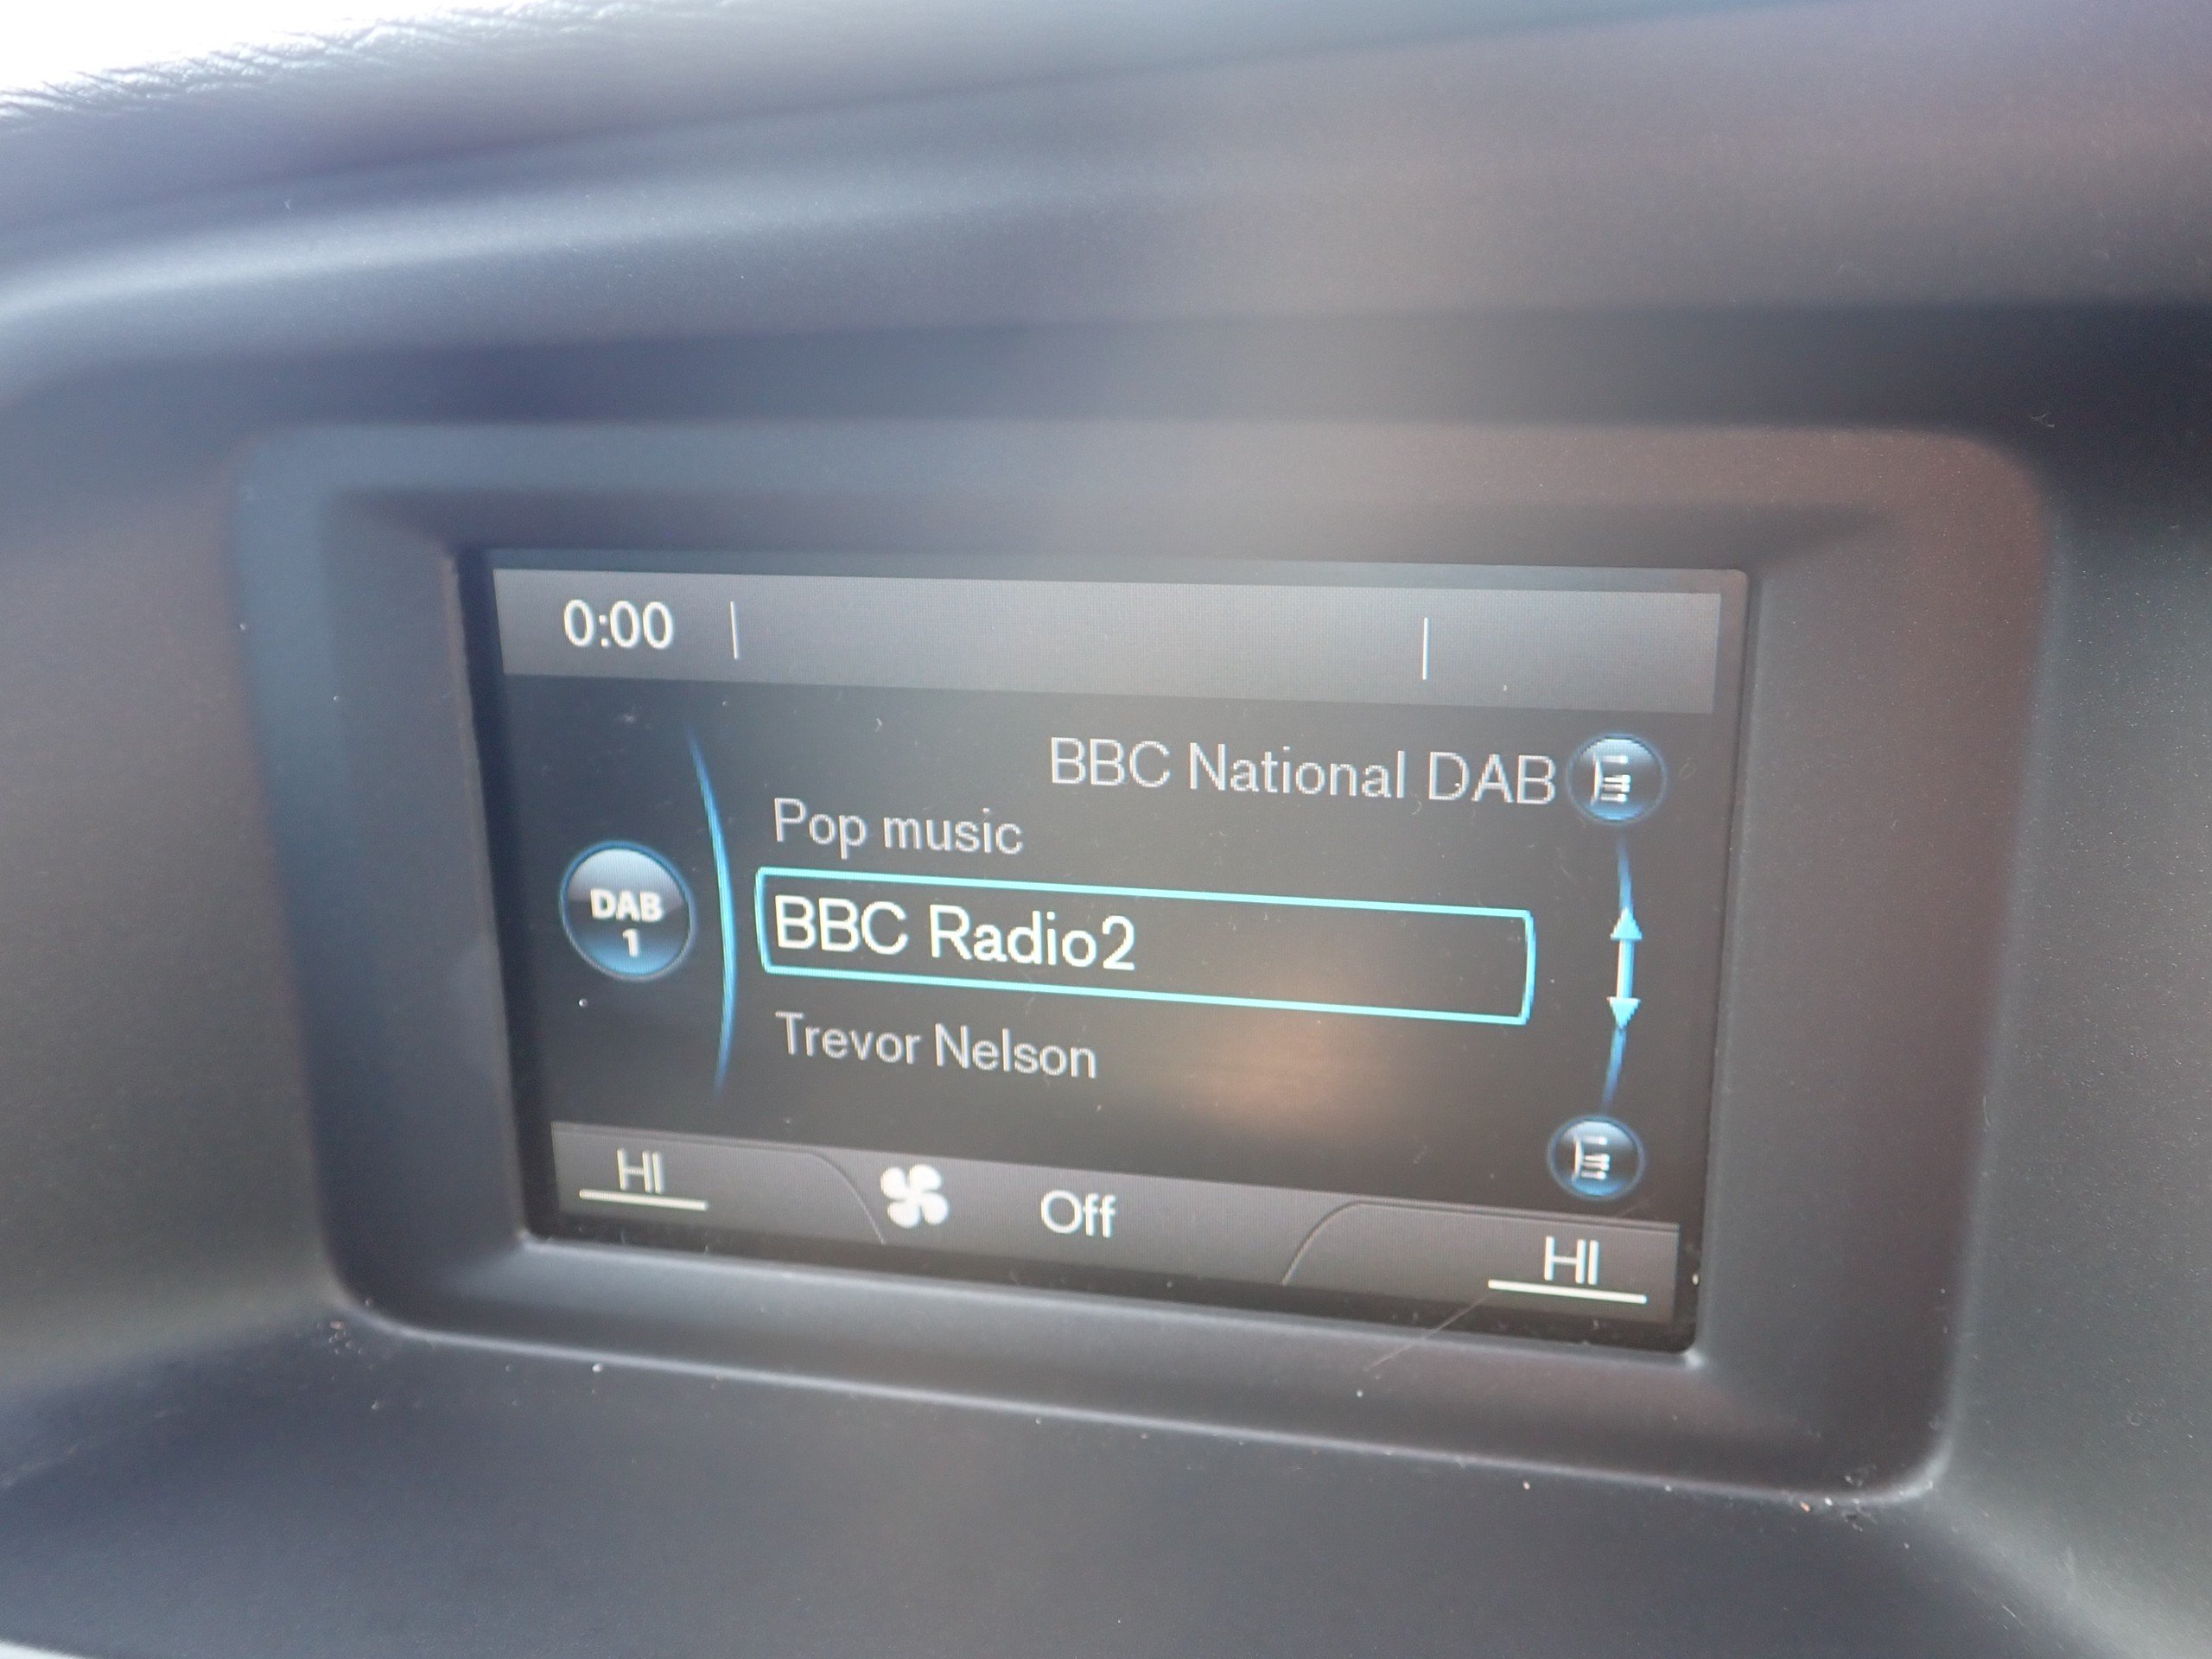 0:00
BBC National DAB
Pop music
DAB
1
BBC Radio2
Trevor Nelson
HI
Off
HI